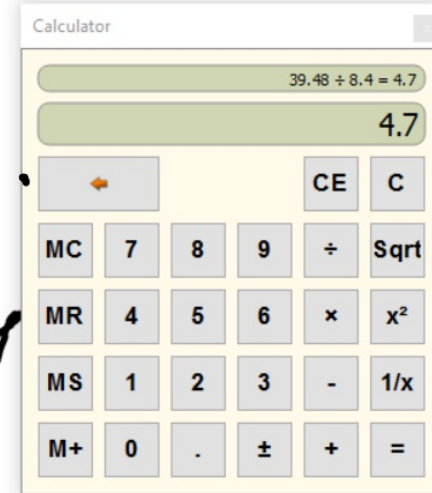 Calculator
x
39.48 ÷ 8.4 = 4.7
4.7
CE C
MC 7 8 9 ÷ Sqrt
MR 4 5 6 × x²
MS 1 2 3 - 1/x
M+ 0 . ± + =